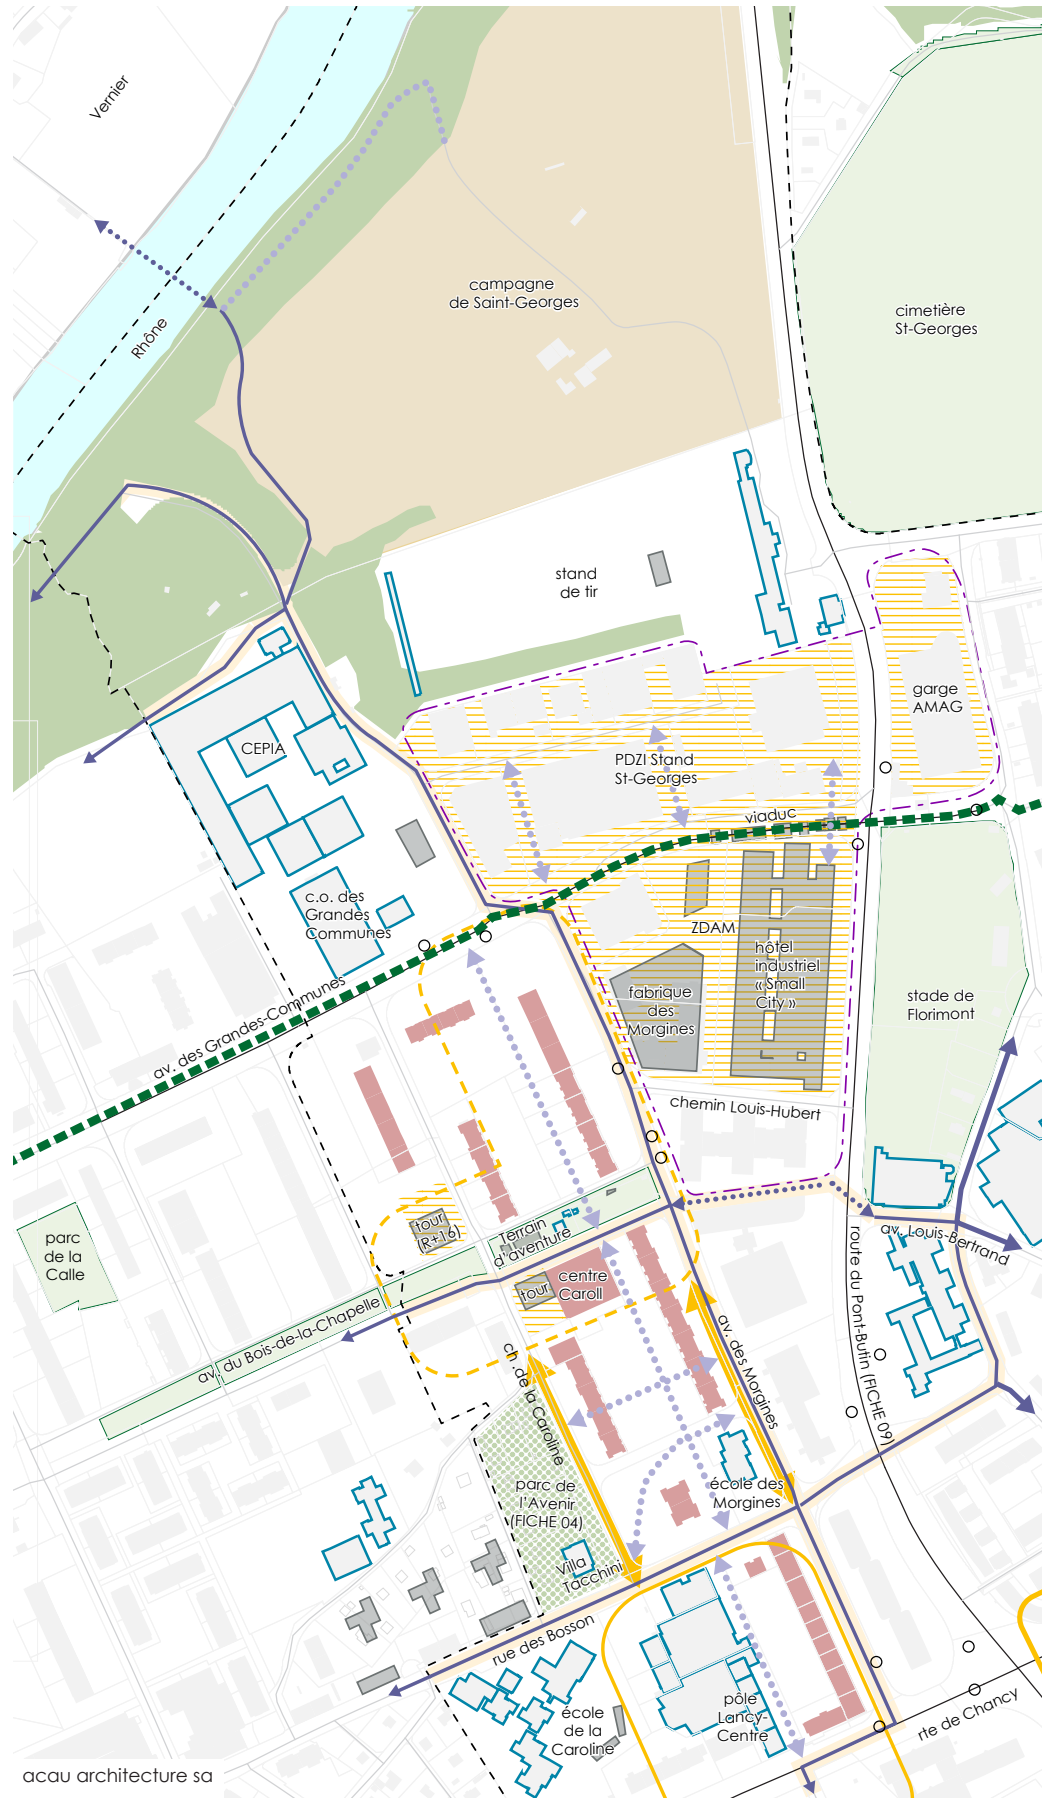 Vernier
Rhône
campagne
de Saint-Georges
cimetière
St-Georges
stand
de tir
garge
AMAG
CEPIA
PDZI Stand
St-Georges
viaduc
c.o. des
Grandes
Communes
ZDAM
hôtel
industriel
« Small
City »
fabrique
des
Morgines
stade de
Florimont
av. des Grandes-Communes
chemin Louis-Hubert
parc
de la
Calle
tour
(R+16)
Terrain
d'aventure
av. Louis-Bertrand
centre
Caroll
tour
av. du Bois-de-la-Chapelle
route du Pont-Butin (FICHE 09)
av. des Morgines
ch .de la Caroline
parc de
l'Avenir
(FICHE 04)
école des
Morgines
Villa
Tacchini
rue des Bosson
école
de la
Caroline
pôle
Lancy-
Centre
rte de Chancy
acau architecture sa